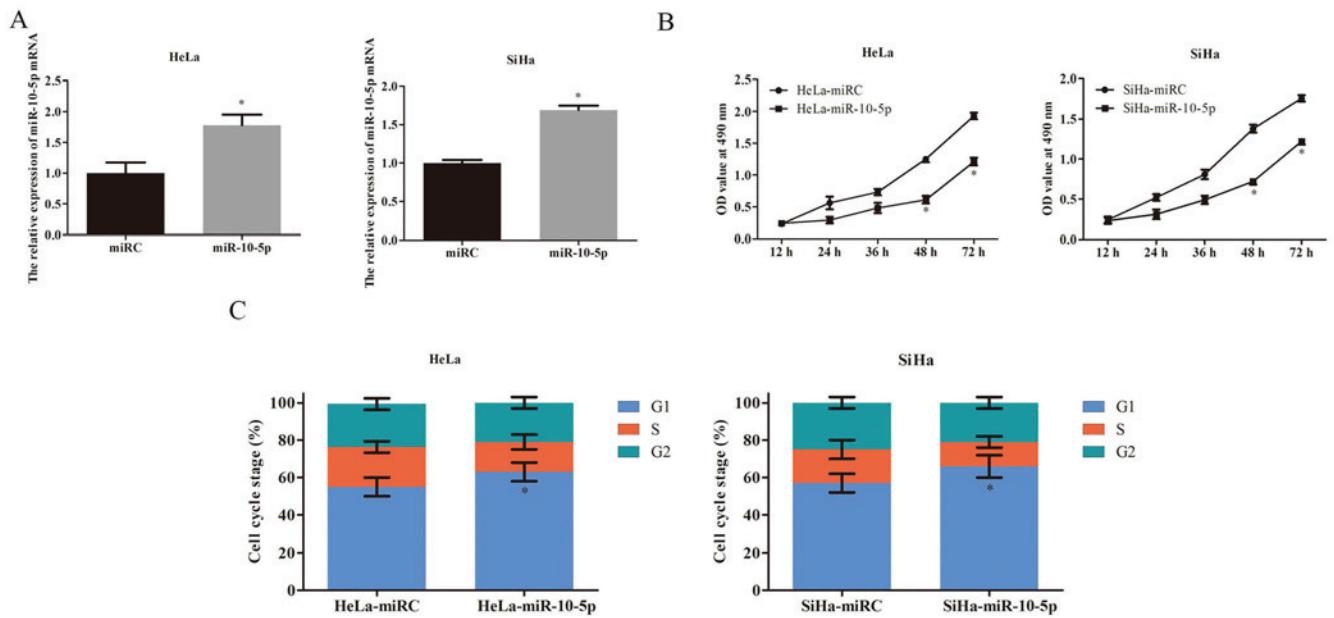 A
HeLa
The relative expression of miR-10-5p mRNA
2.5
2.0
1.5
1.0
0.5
0.0
*
miRC
miR-10-5p
SiHa
The relative expression of miR-10-5p mRNA
2.0
1.5
1.0
0.5
0.0
*
miRC
miR-10-5p
B
HeLa
OD value at 490 nm
2.5
2.0
1.5
1.0
0.5
0.0
HeLa-miRC
HeLa-miR-10-5p
*
*
12 h 24 h 36 h 48 h 72 h
SiHa
OD value at 490 nm
2.0
1.5
1.0
0.5
0.0
SiHa-miRC
SiHa-miR-10-5p
*
*
12 h 24 h 36 h 48 h 72 h
C
HeLa
Cell cycle stage (%)
100
80
60
40
20
0
*
G1
S
G2
HeLa-miRC
HeLa-miR-10-5p
SiHa
Cell cycle stage (%)
100
80
60
40
20
0
*
G1
S
G2
SiHa-miRC
SiHa-miR-10-5p